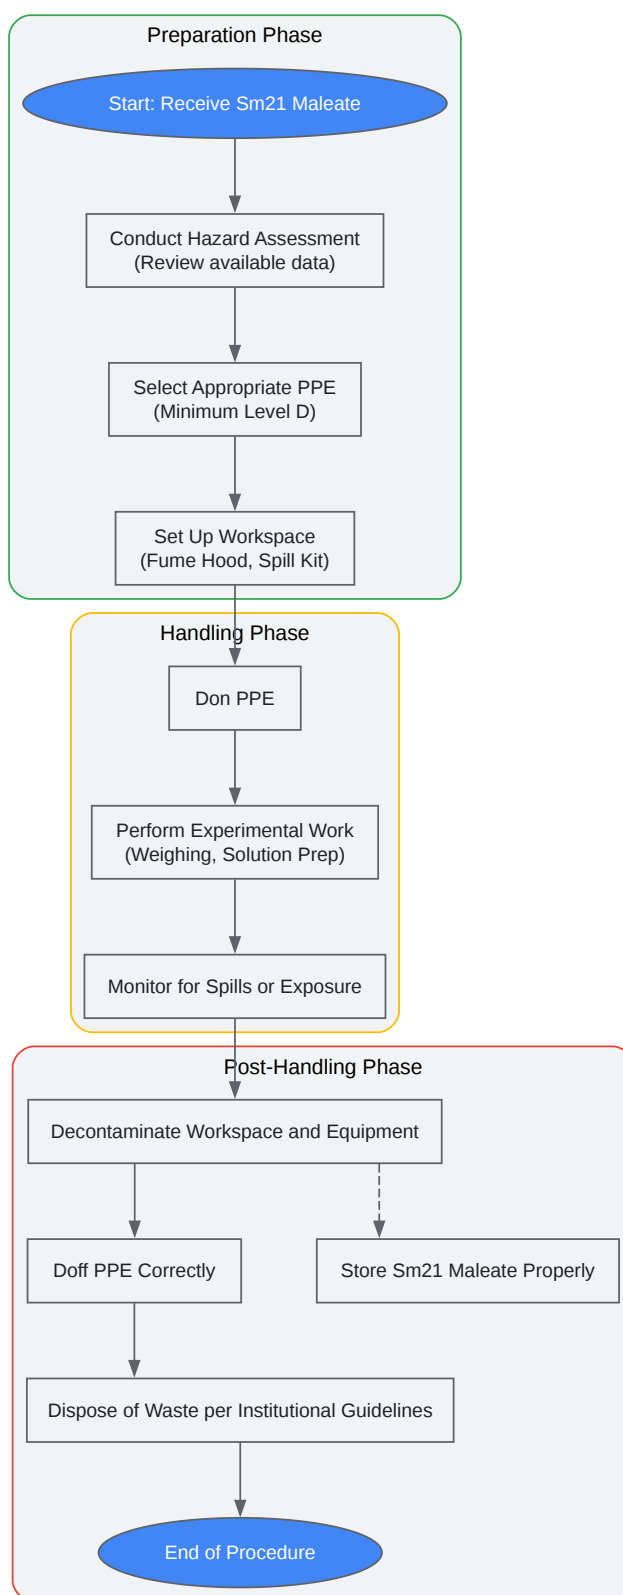 Preparation Phase
Start: Receive Sm21 Maleate
Conduct Hazard Assessment
(Review available data)
Select Appropriate PPE
(Minimum Level D)
Set Up Workspace
(Fume Hood, Spill Kit)
Handling Phase
Don PPE
Perform Experimental Work
(Weighing, Solution Prep)
Monitor for Spills or Exposure
Post-Handling Phase
Decontaminate Workspace and Equipment
Doff PPE Correctly
Store Sm21 Maleate Properly
Dispose of Waste per Institutional Guidelines
End of Procedure